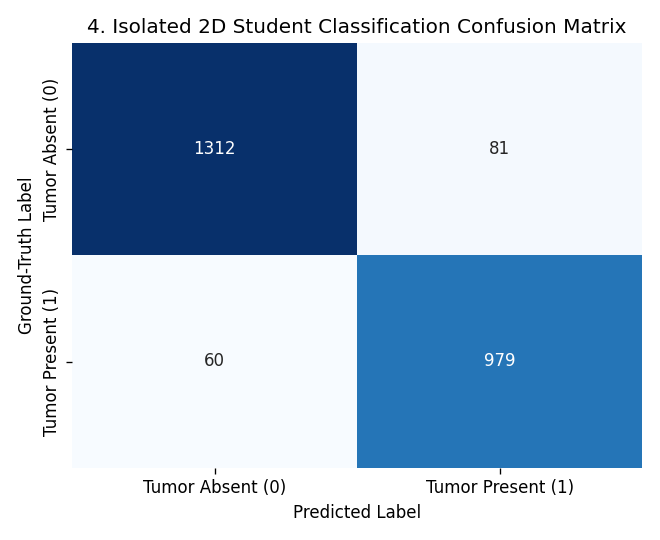 4. Isolated 2D Student Classification Confusion Matrix
Ground-Truth Label
Tumor Absent (0)
1312
81
Tumor Present (1)
60
979
Tumor Absent (0)
Tumor Present (1)
Predicted Label